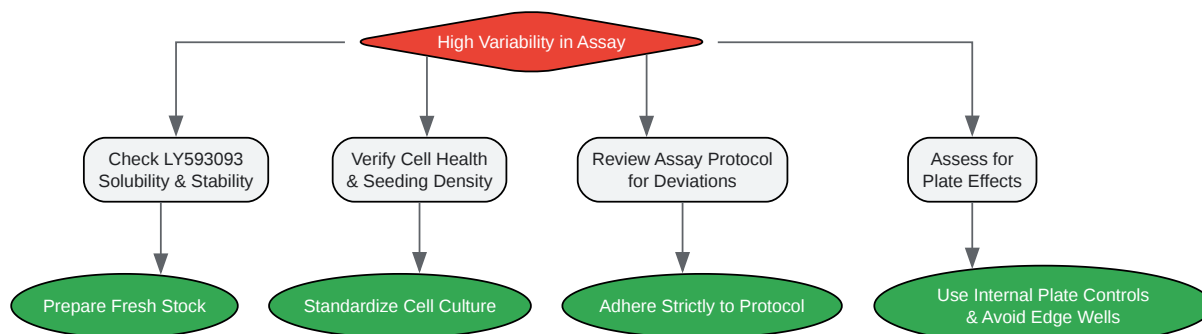 High Variability in Assay
Check LY593093
Solubility & Stability
Verify Cell Health
& Seeding Density
Review Assay Protocol
for Deviations
Assess for
Plate Effects
Prepare Fresh Stock
Standardize Cell Culture
Adhere Strictly to Protocol
Use Internal Plate Controls
& Avoid Edge Wells